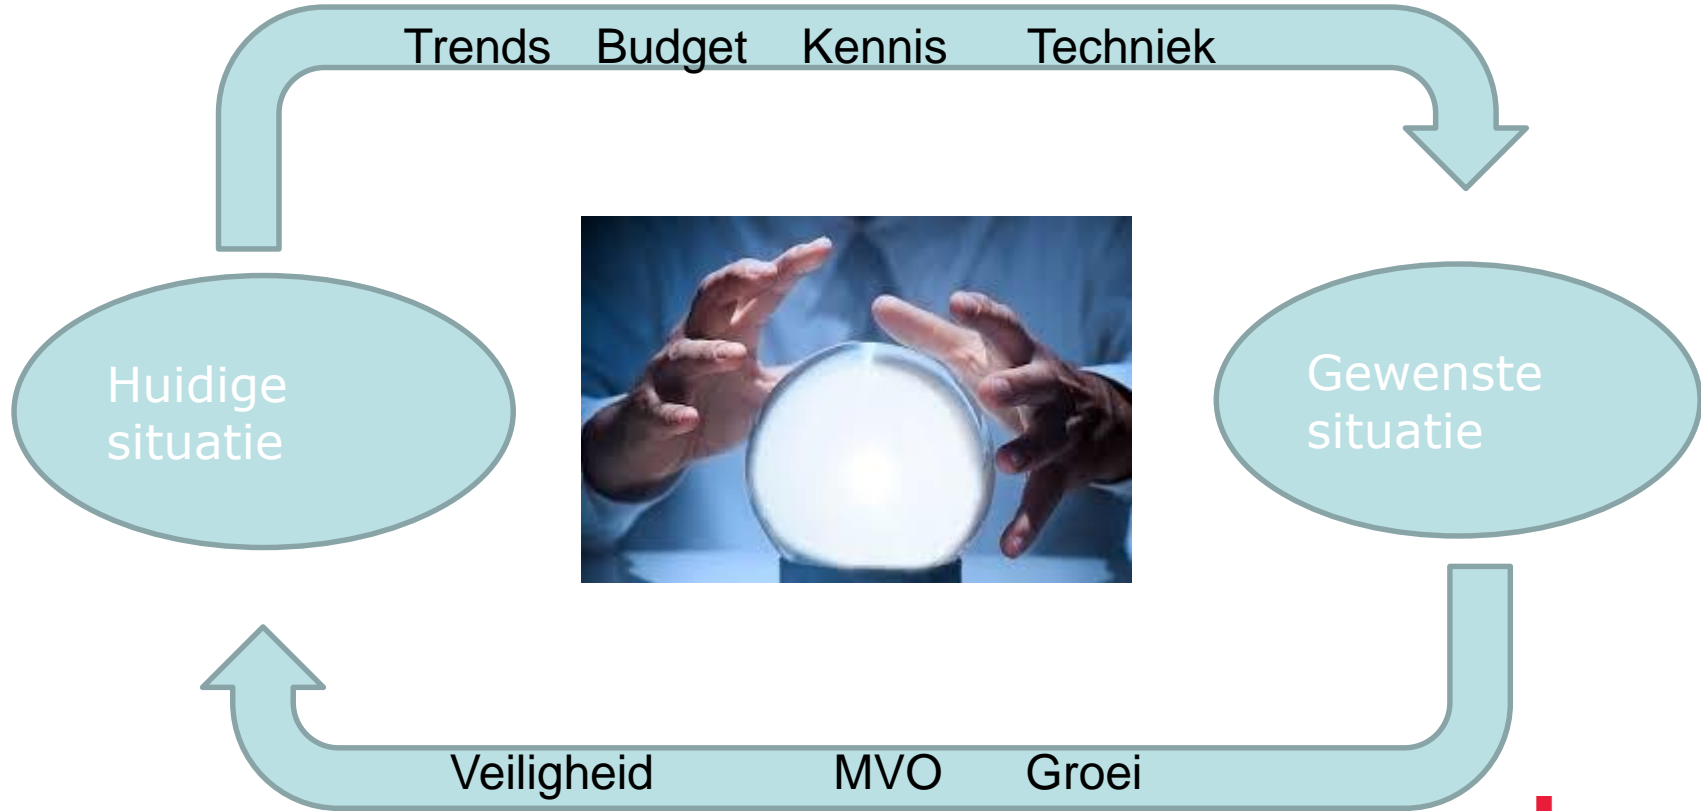 Trends Budget Kennis Techniek
Huidige
situatie
Gewenste
situatie
Veiligheid MVO Groei